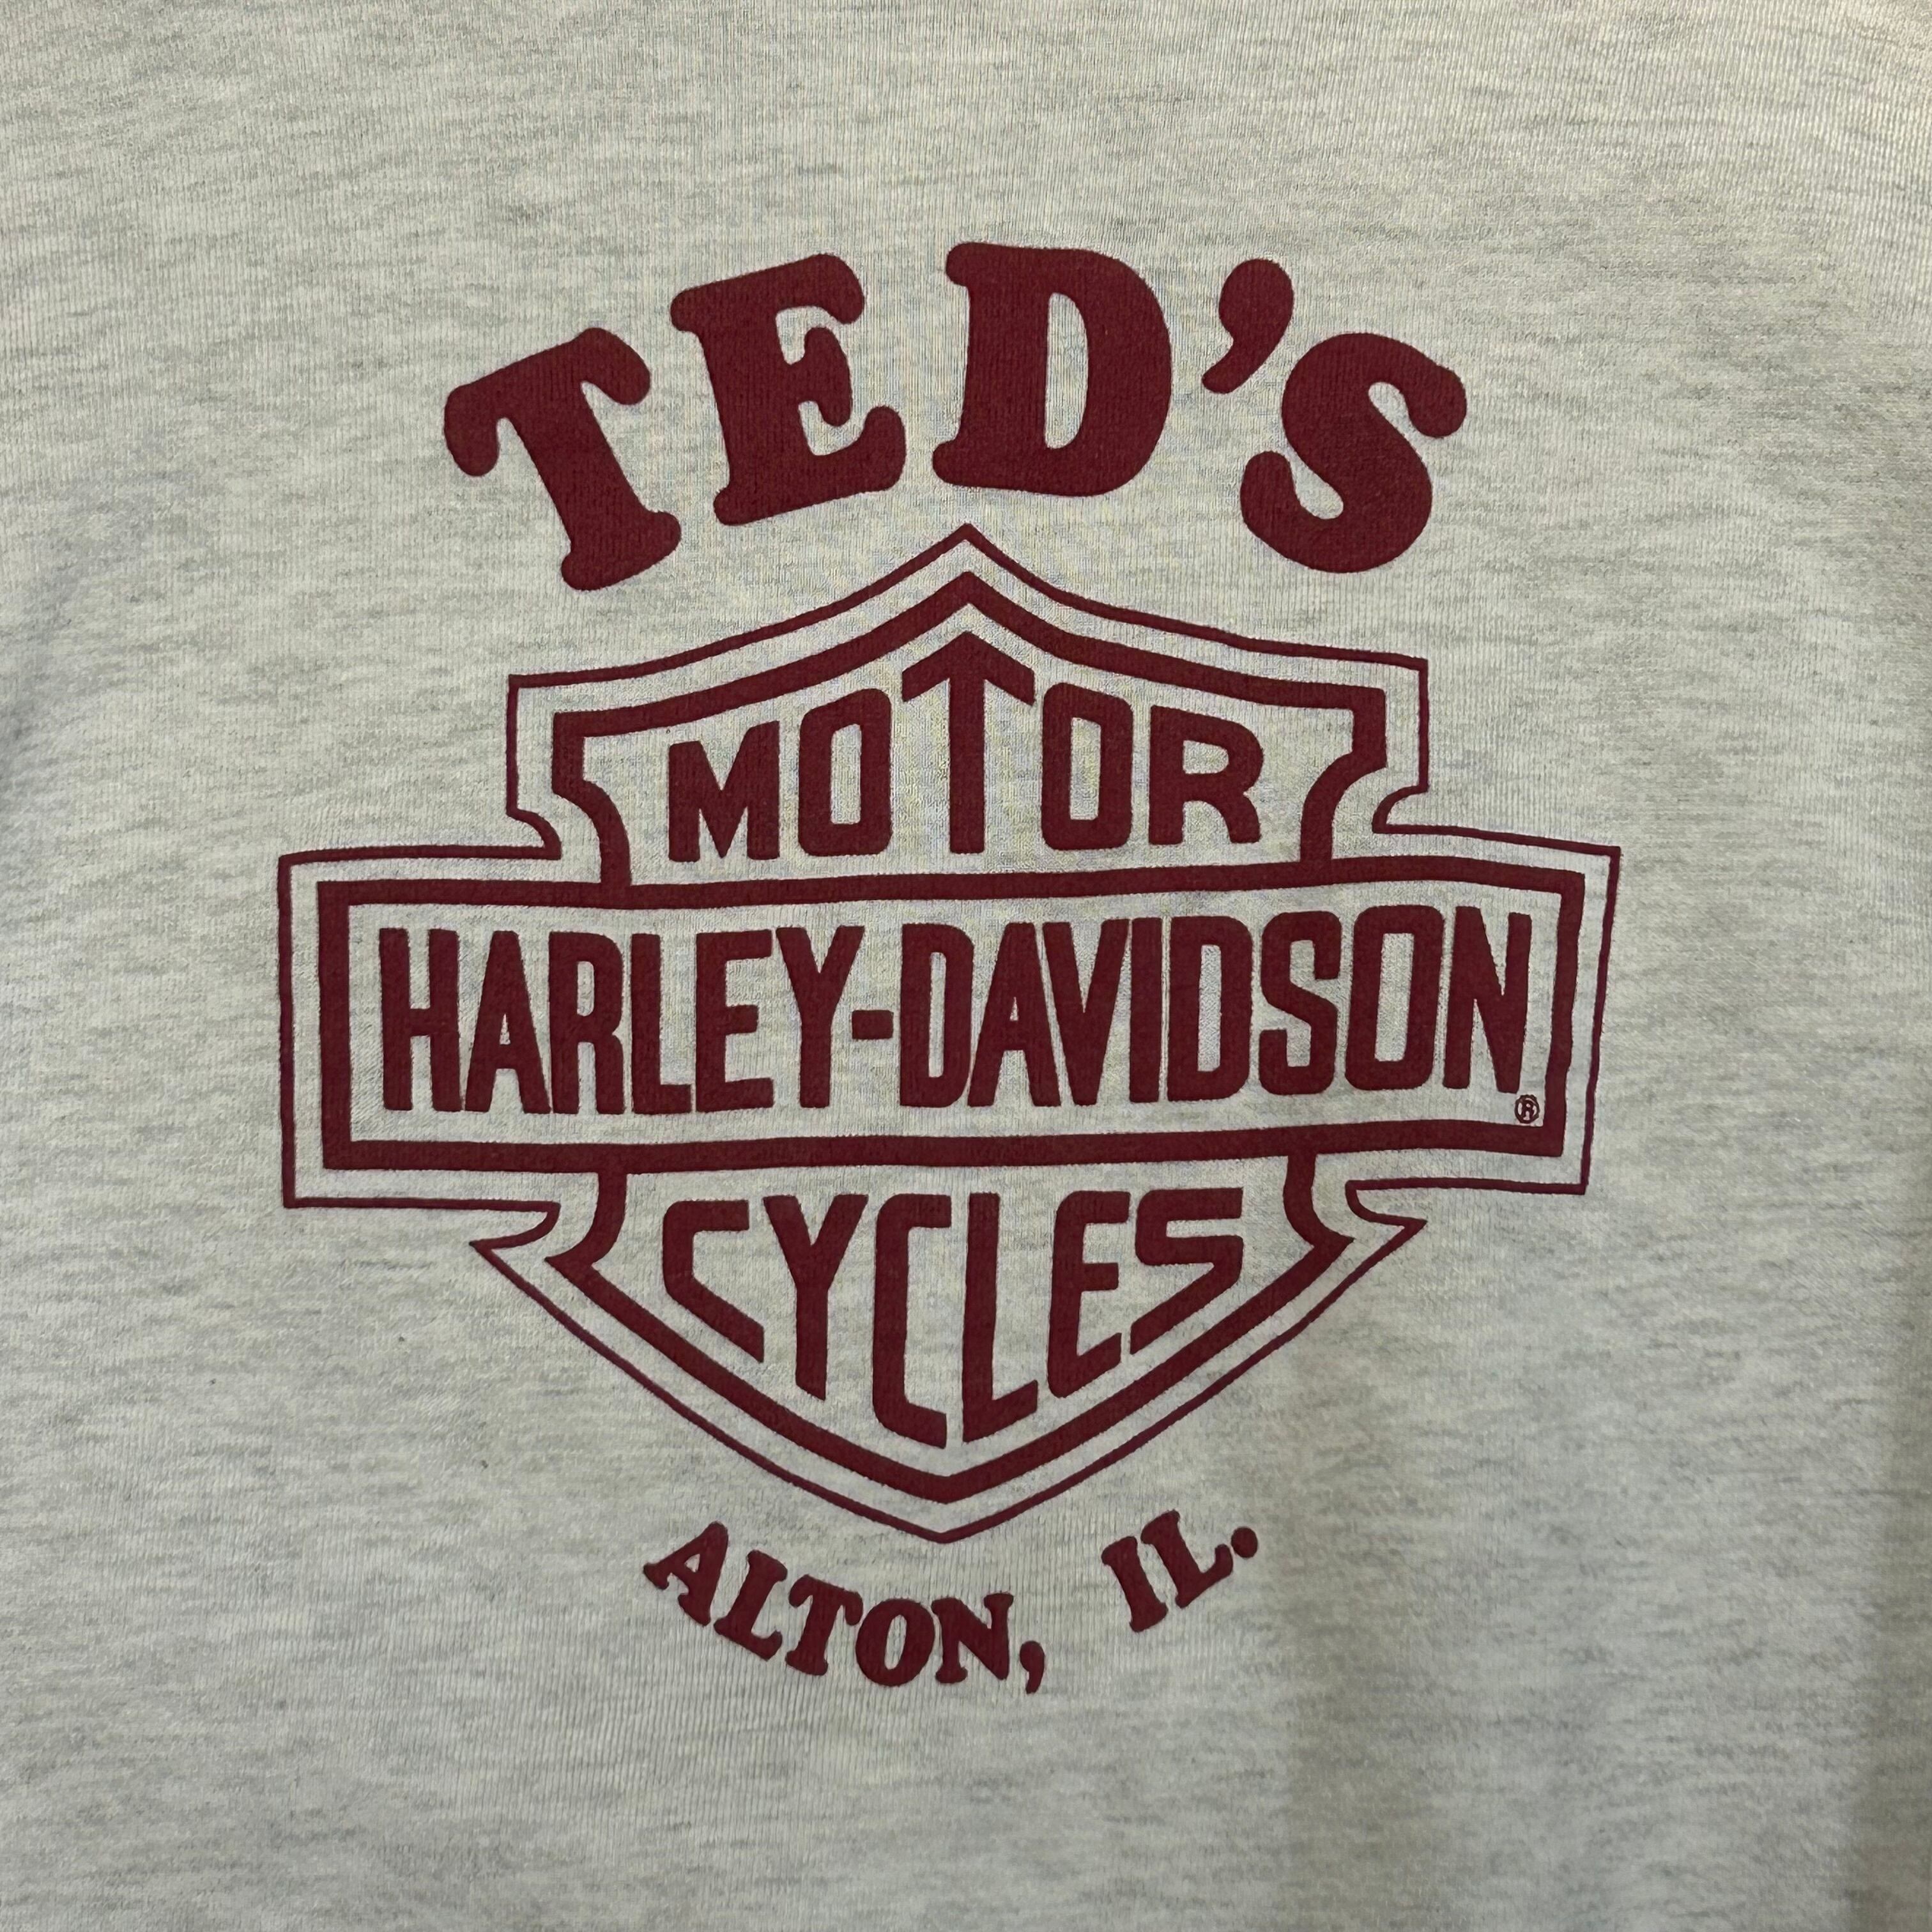 TED'S
MOTOR
HARLEY-DAVIDSON®
CYCLES
ALTON, IL.